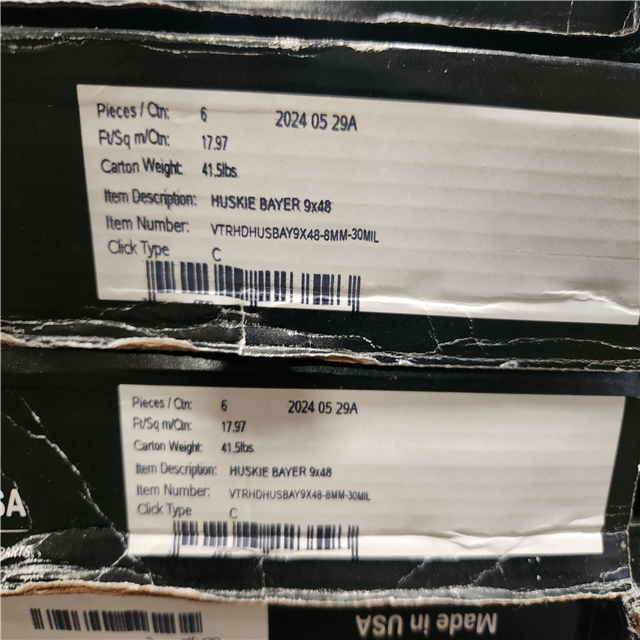 Pieces / Ctn: 6 2024 05 29A
Ft/Sq m/Ctn: 17.97
Carton Weight: 41.5lbs
Item Description: HUSKIE BAYER 9x48
Item Number: VTRHDHUSBAY9X48-8MM-30MIL
Click Type C
Pieces / Ctn: 6 2024 05 29A
Ft/Sq m/Ctn: 17.97
Carton Weight: 41.5lbs
Item Description: HUSKIE BAYER 9x48
Item Number: VTRHDHUSBAY9X48-8MM-30MIL
Click Type C
SA
PARTS
Made in USA